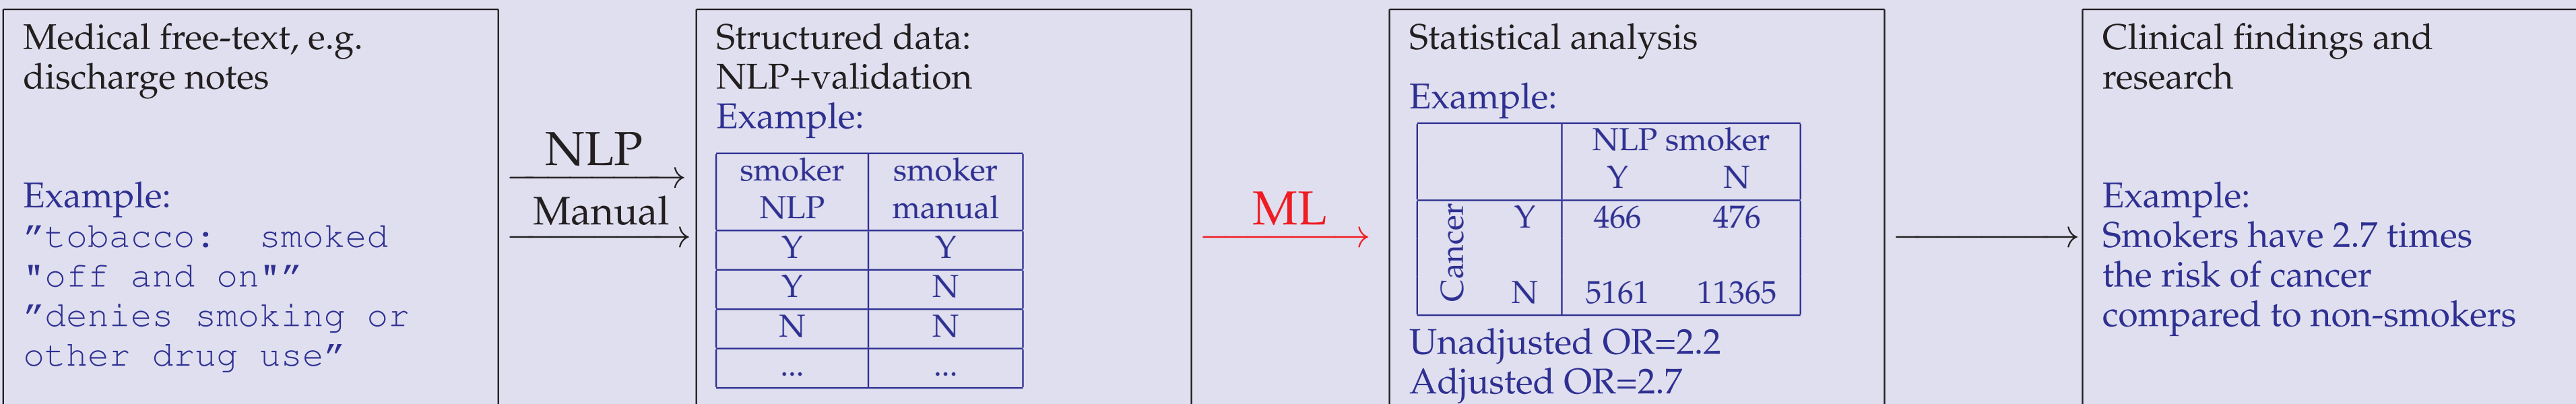 Medical free-text, e.g.
discharge notes
Example:
"tobacco: smoked
"off and on""
"denies smoking or
other drug use"
NLP
Manual
Structured data:
NLP+validation
Example:
smoker smoker
NLP manual
Y Y
Y N
N N
... ...
ML
Statistical analysis
Example:
NLP smoker
Y N
Cancer
Y 466 476
N 5161 11365
Unadjusted OR=2.2
Adjusted OR=2.7
Clinical findings and
research
Example:
Smokers have 2.7 times
the risk of cancer
compared to non-smokers